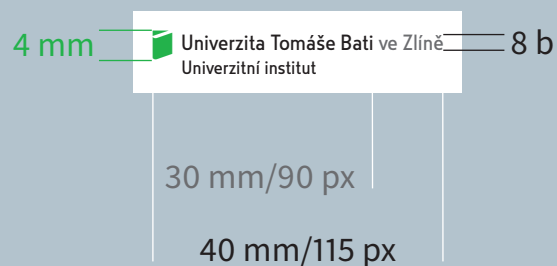 4 mm
Univerzita Tomáše Bati ve Zlíně
Univerzitní institut
8 b
30 mm/90 px
40 mm/115 px